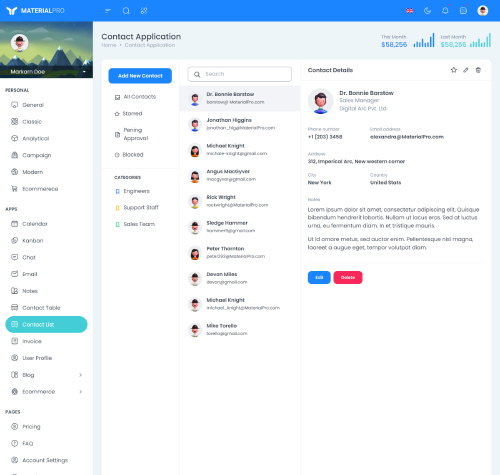 MATERIALPRO
Markarn Doe
PERSONAL
General
Classic
Analytical
Campaign
Modern
Ecommerece
APPS
Calendar
Kanban
Chat
Email
Notes
Contact Table
Contact List
Invoice
User Profile
Blog
Ecommerce
PAGES
Pricing
FAQ
Account Settings
Contact Application
Home • Contact Application
This Month
$58,256
Last Month
$58,256
Add New Contact
All Contacts
Starred
Pening
Approval
Blocked
CATEGORIES
Engineers
Support Staff
Sales Team
Search
Dr. Bonnie Barstow
barstow@ MaterialPro.com
Jonathan Higgins
jonathan_higg@MaterialPro.com
Michael Knight
michale-knight@gmail.com
Angus MacGyver
macgyver@gmail.com
Rick Wright
rockwright@MaterialPro.com
Sledge Hammer
hammerit@gmail.com
Peter Thornton
peter293@MaterialPro.com
Devon Miles
devon@gmail.com
Michael Knight
michael_knight@MaterialPro.com
Mike Torello
torello@gmail.com
Contact Details
Dr. Bonnie Barstow
Sales Manager
Digital Arc Pvt. Ltd.
Phone number
+1 (203) 3458
Email address
alexandra@MaterialPro.com
Address
312, Imperical Arc, New western corner
City
New York
Country
United Stats
Notes
Lorem ipsum dolor sit amet, consectetur adipiscing elit. Quisque
bibendum hendrerit lobortis. Nullam ut lacus eros. Sed at luctus
urna, eu fermentum diam. In et tristique mauris.
Ut id ornare metus, sed auctor enim. Pellentesque nisi magna,
laoreet a augue eget, tempor volutpat diam.
Edit
Delete